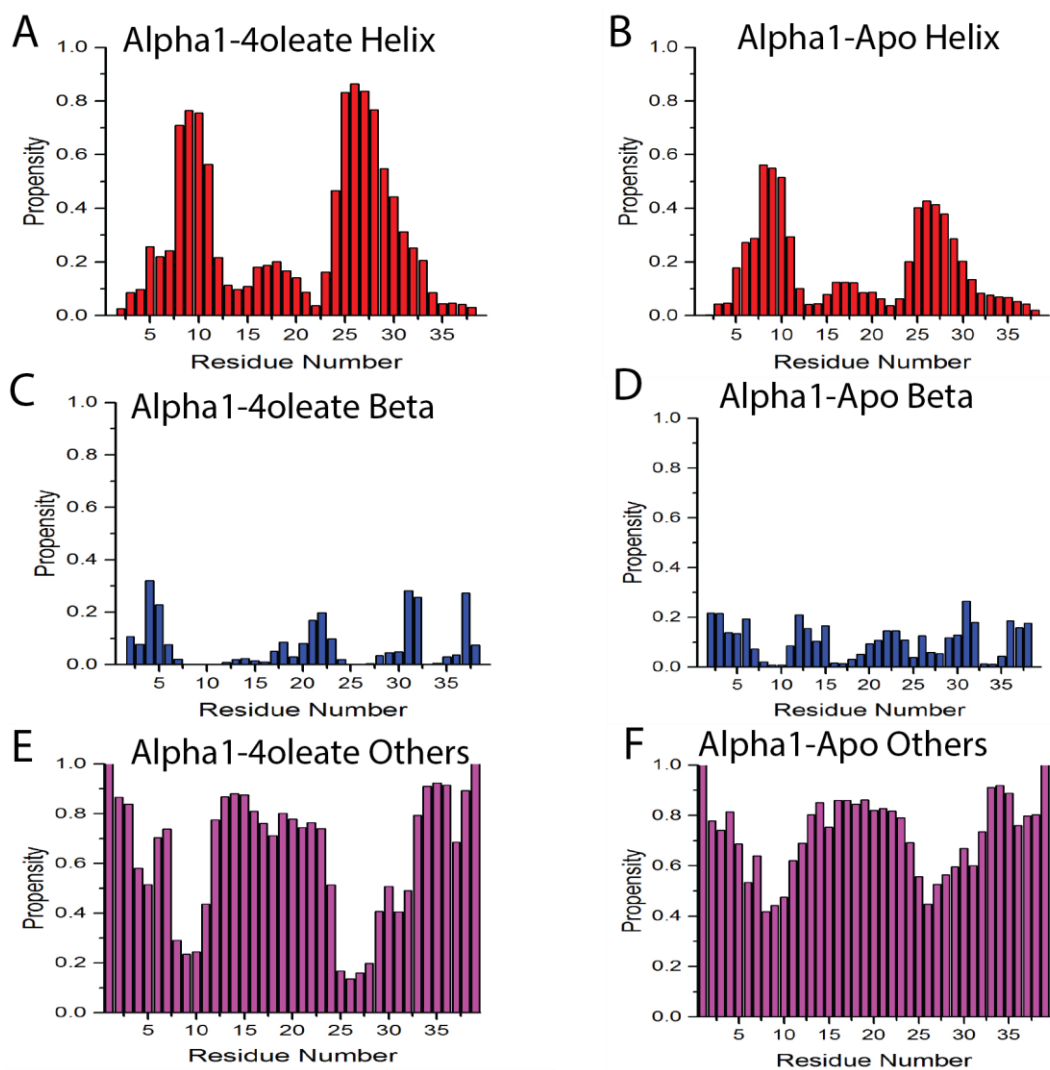 A
Alpha1-4oleate Helix
1.0
0.8
0.6
0.4
0.2
0.0
Propensity
5 10 15 20 25 30 35
Residue Number
B
Alpha1-Apo Helix
1.0
0.8
0.6
0.4
0.2
0.0
Propensity
5 10 15 20 25 30 35
Residue Number
C
Alpha1-4oleate Beta
1.0
0.8
0.6
0.4
0.2
0.0
Propensity
5 10 15 20 25 30 35
Residue Number
D
Alpha1-Apo Beta
1.0
0.8
0.6
0.4
0.2
0.0
Propensity
5 10 15 20 25 30 35
Residue Number
E
Alpha1-4oleate Others
1.0
0.8
0.6
0.4
0.2
0.0
Propensity
5 10 15 20 25 30 35
Residue Number
F
Alpha1-Apo Others
1.0
0.8
0.6
0.4
0.2
0.0
Propensity
5 10 15 20 25 30 35
Residue Number